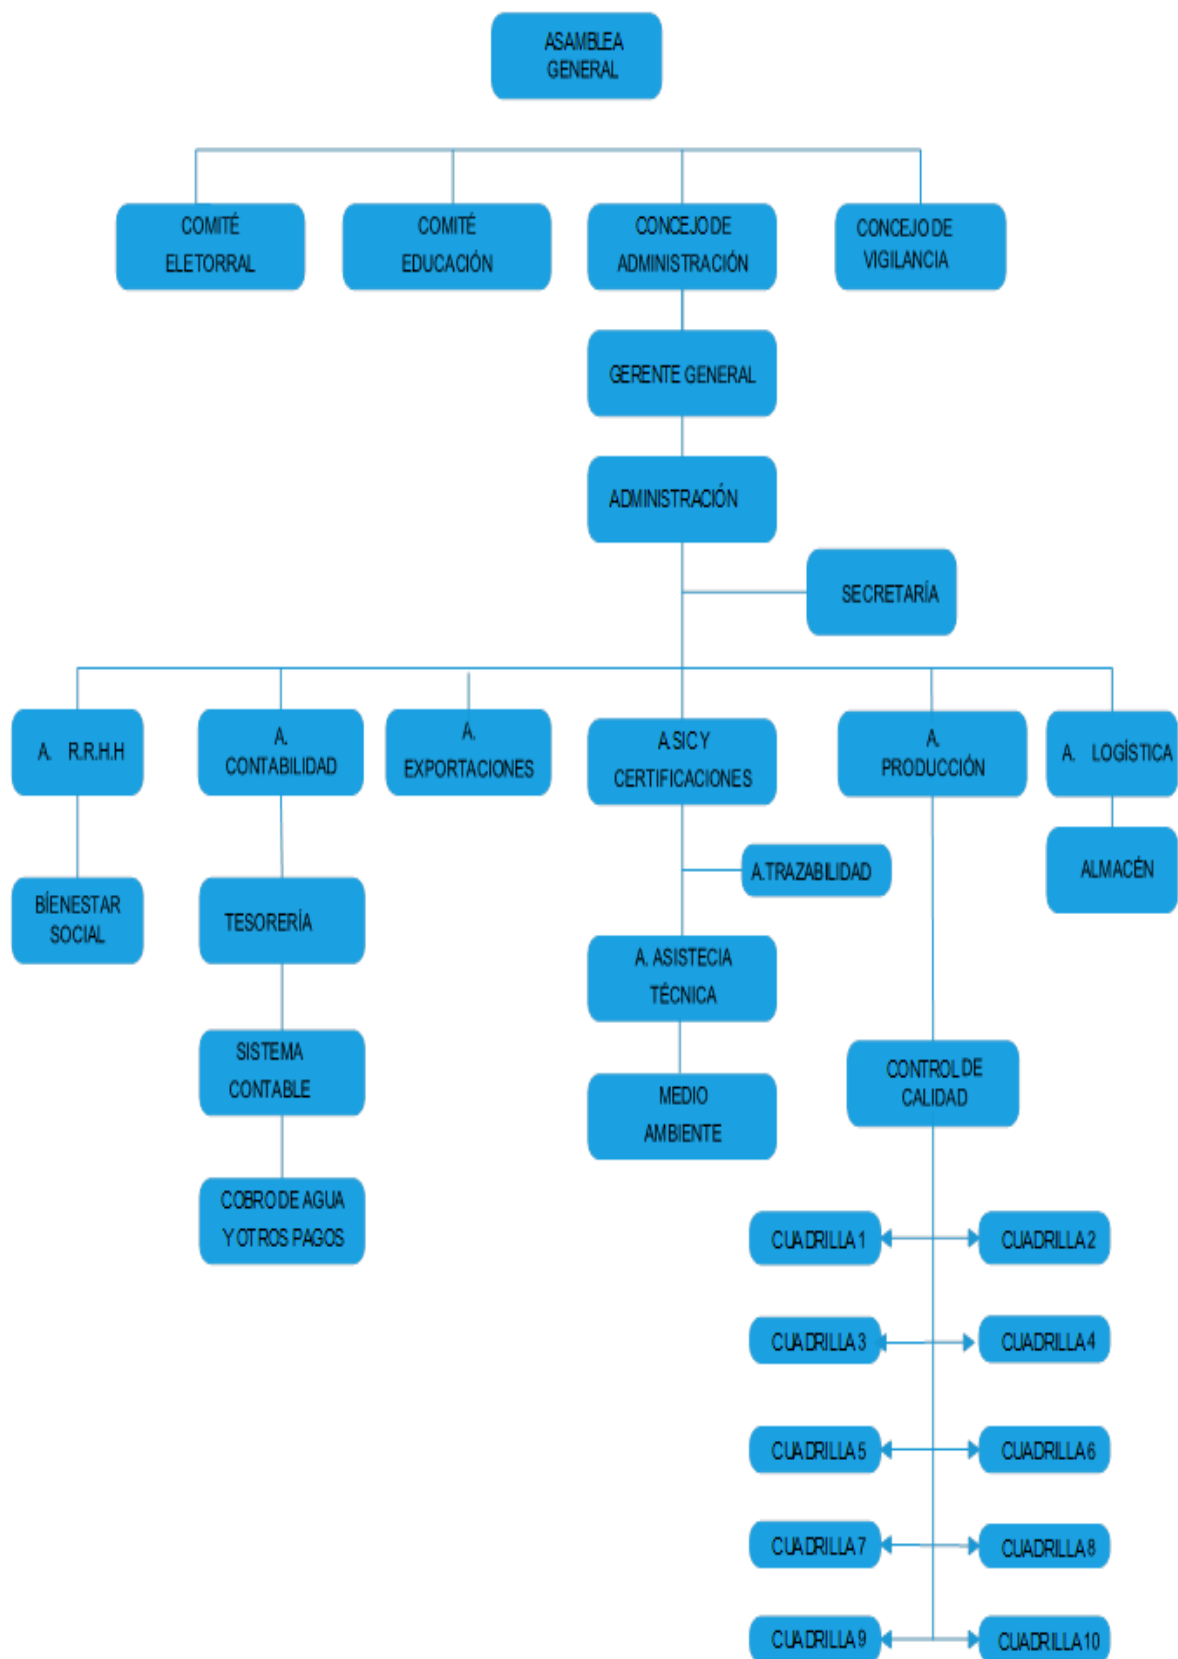 ASAMBLEA
GENERAL
COMITÉ
ELETORRAL
COMITÉ
EDUCACIÓN
CONCEJO DE
ADMINISTRACIÓN
CONCEJO DE
VIGILANCIA
GERENTE GENERAL
ADMINISTRACIÓN
SECRETARÍA
A. R.R.H.H
A.
CONTABILIDAD
A.
EXPORTACIONES
A.SIC Y
CERTIFICACIONES
A.
PRODUCCIÓN
A. LOGÍSTICA
BÍENESTAR
SOCIAL
TESORERÍA
A.TRAZABILIDAD
ALMACÉN
A. ASISTECIA
TÉCNICA
SISTEMA
CONTABLE
MEDIO
AMBIENTE
CONTROL DE
CALIDAD
COBRO DE AGUA
Y OTROS PAGOS
CUADRILLA 1
CUADRILLA 2
CUADRILLA 3
CUADRILLA 4
CUADRILLA 5
CUADRILLA 6
CUADRILLA 7
CUADRILLA 8
CUADRILLA 9
CUADRILLA 10